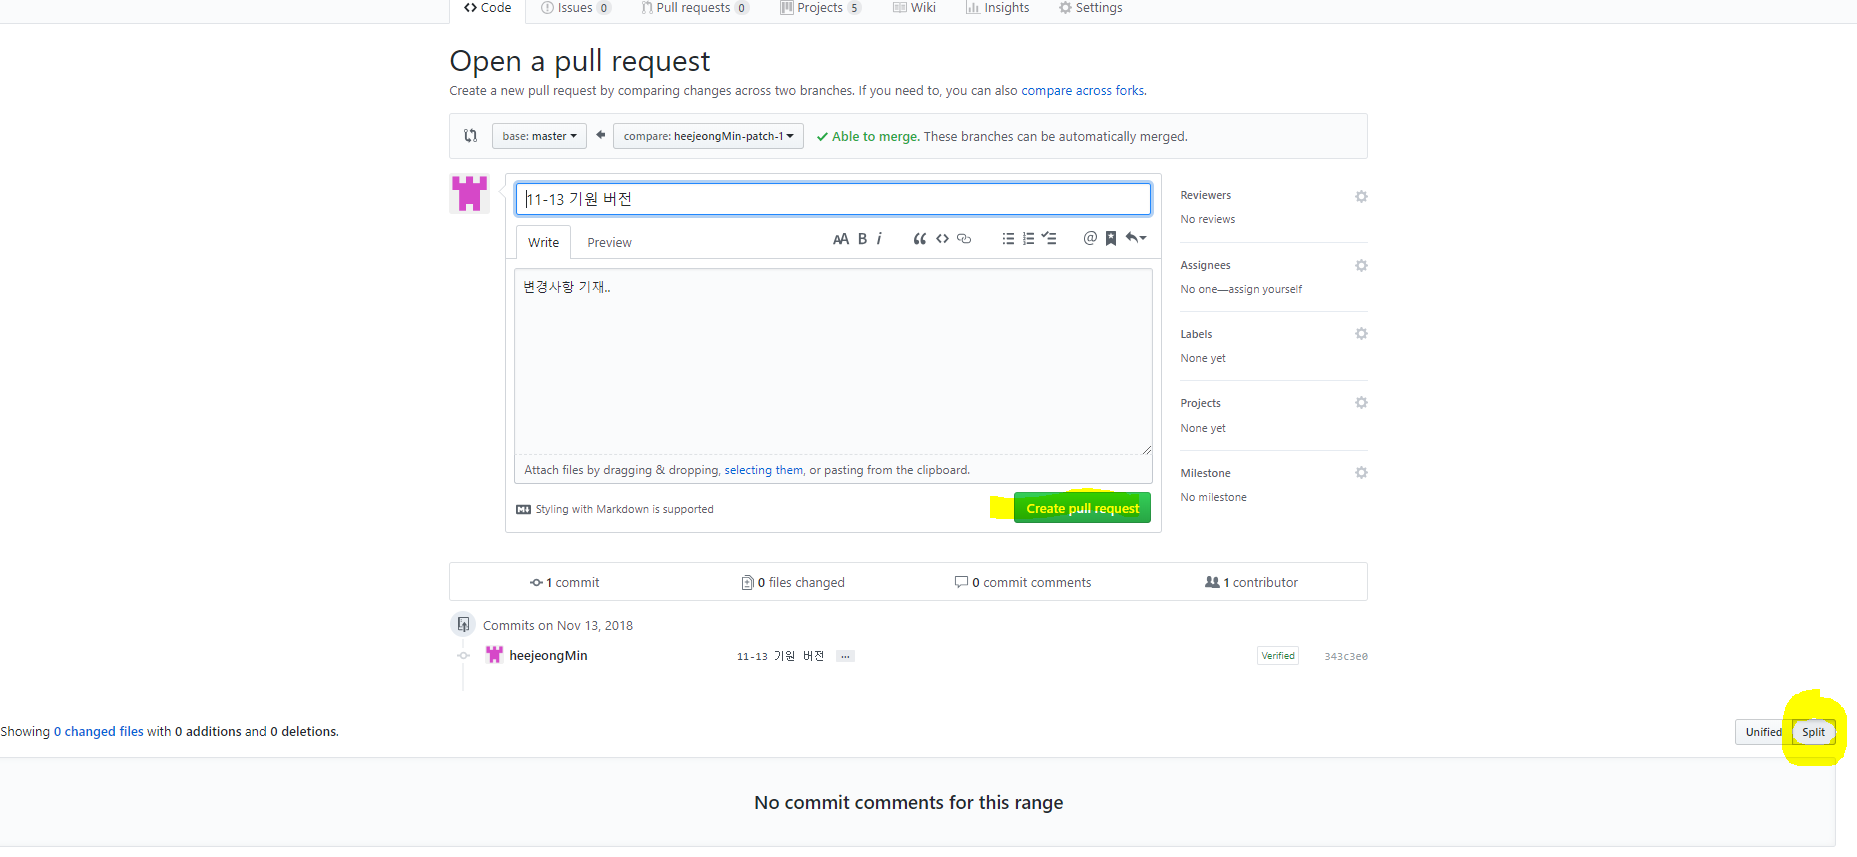 Code Issues 0 Pull requests 0 Projects 5 Wiki Insights Settings
Open a pull request
Create a new pull request by comparing changes across two branches. If you need to, you can also compare across forks.
base: master compare: heejeongMin-patch-1 Able to merge. These branches can be automatically merged.
11-13 기원 버전
Write Preview AA B i @
변경사항 기재..
Attach files by dragging & dropping, selecting them, or pasting from the clipboard.
Styling with Markdown is supported
Create pull request
Reviewers
No reviews
Assignees
No one—assign yourself
Labels
None yet
Projects
None yet
Milestone
No milestone
1 commit 0 files changed 0 commit comments 1 contributor
Commits on Nov 13, 2018
heejeongMin 11-13 기원 버전 ... Verified 343c3e0
Showing 0 changed files with 0 additions and 0 deletions. Unified Split
No commit comments for this range